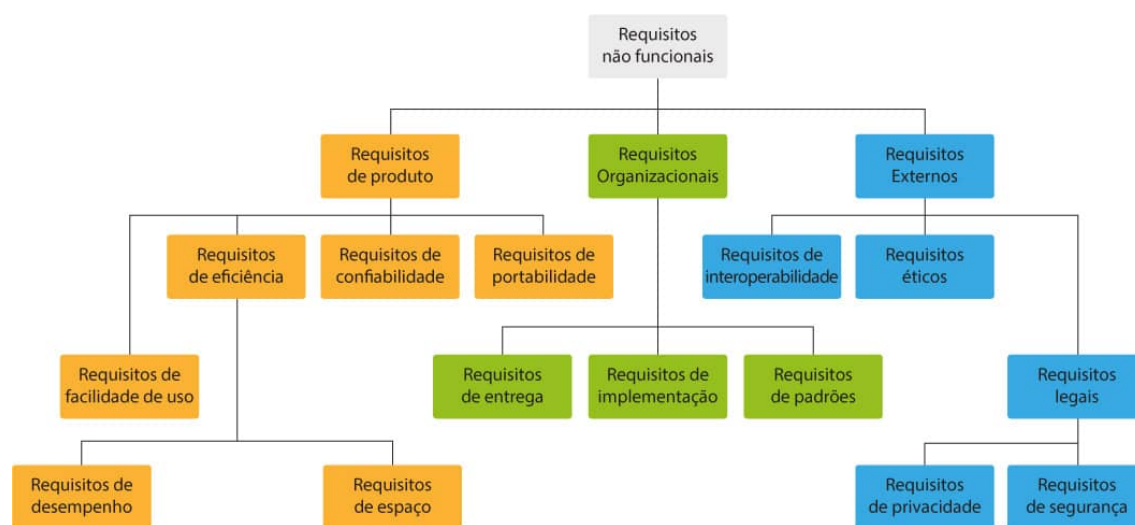 Requisitos
não funcionais
Requisitos
de produto
Requisitos
Organizacionais
Requisitos
Externos
Requisitos
de eficiência
Requisitos de
confiabilidade
Requisitos de
portabilidade
Requisitos de
interoperabilidade
Requisitos
éticos
Requisitos de
facilidade de uso
Requisitos
de entrega
Requisitos de
implementação
Requisitos
de padrões
Requisitos
legais
Requisitos de
desempenho
Requisitos
de espaço
Requisitos
de privacidade
Requisitos
de segurança